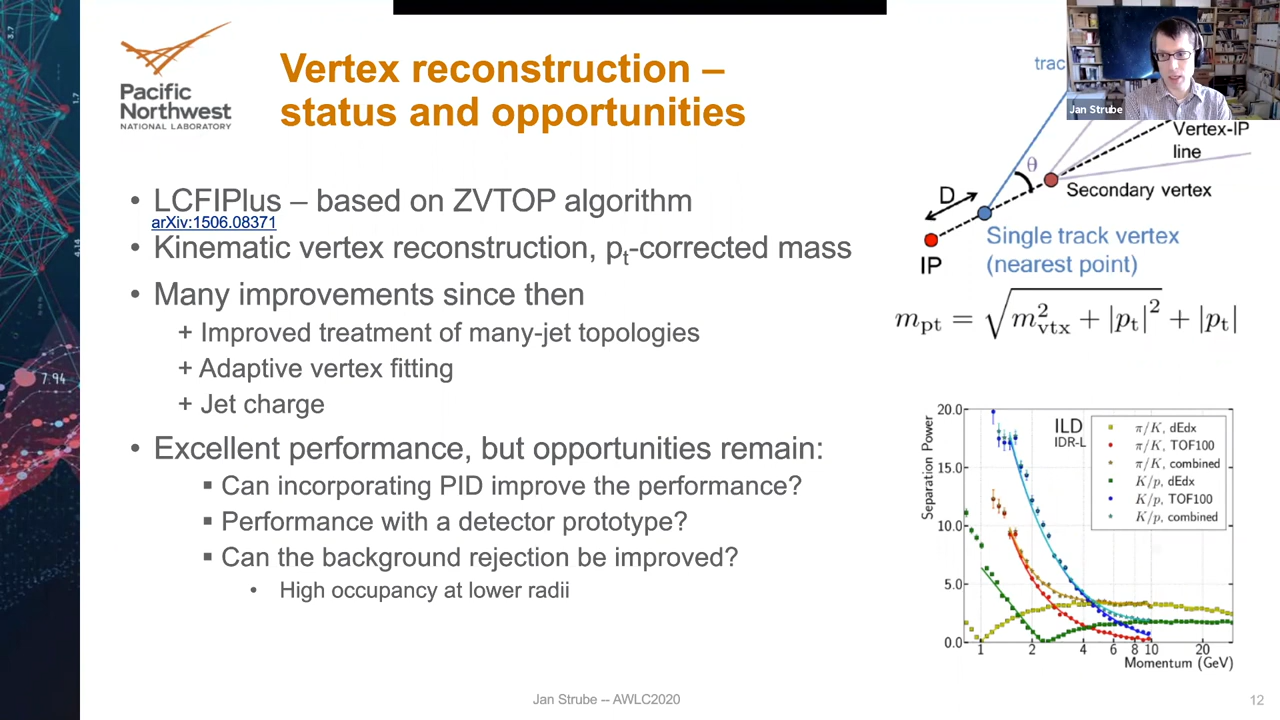 Pacific
Northwest
NATIONAL LABORATORY
Vertex reconstruction –
status and opportunities
• LCFIPlus – based on ZVTOP algorithm
arXiv:1506.08371
• Kinematic vertex reconstruction, pt-corrected mass
• Many improvements since then
+ Improved treatment of many-jet topologies
+ Adaptive vertex fitting
+ Jet charge
• Excellent performance, but opportunities remain:
▪ Can incorporating PID improve the performance?
▪ Performance with a detector prototype?
▪ Can the background rejection be improved?
• High occupancy at lower radii
Jan Strube
Vertex-IP
line
θ
D
Secondary vertex
Single track vertex
(nearest point)
IP
m_pt = √(m²_vtx + |p_t|²) + |p_t|
Separation Power
20.0
15.0
10.0
5.0
0.0
ILD
IDR-L
π/K, dEdx
π/K, TOF100
π/K, combined
K/p, dEdx
K/p, TOF100
K/p, combined
1 2 4 6 8 10 20
Momentum (GeV)
7.94
Jan Strube -- AWLC2020
12